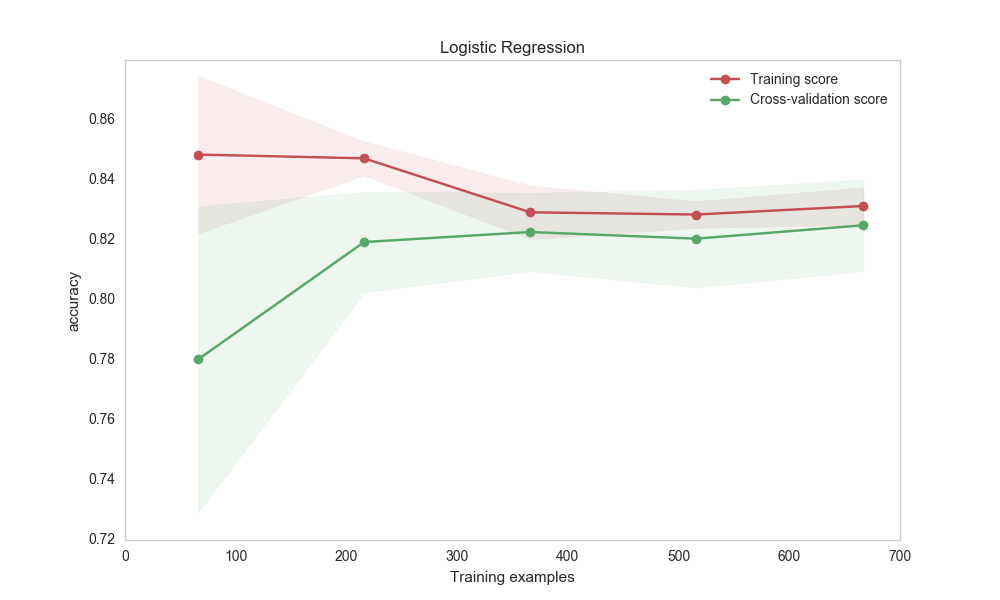 Logistic Regression
Training score
Cross-validation score
0.86
0.84
0.82
0.80
0.78
0.76
0.74
0.72
accuracy
0 100 200 300 400 500 600 700
Training examples